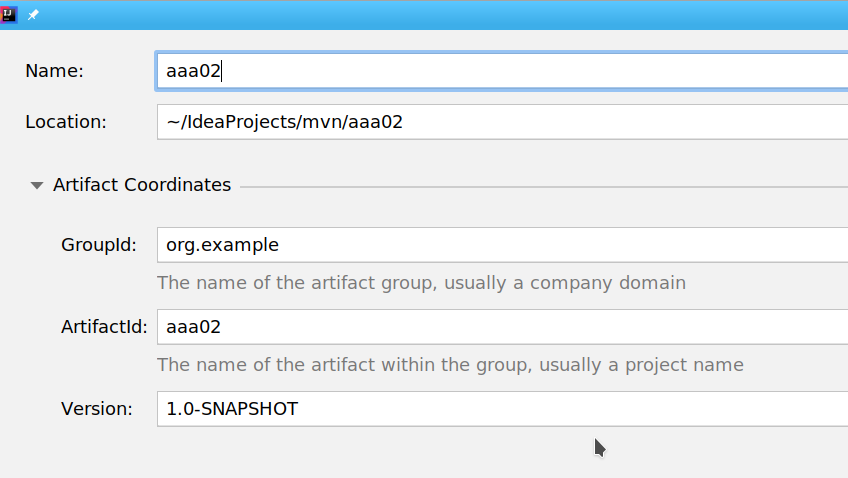 Name: aaa02
Location: ~/IdeaProjects/mvn/aaa02
Artifact Coordinates
GroupId: org.example
The name of the artifact group, usually a company domain
ArtifactId: aaa02
The name of the artifact within the group, usually a project name
Version: 1.0-SNAPSHOT